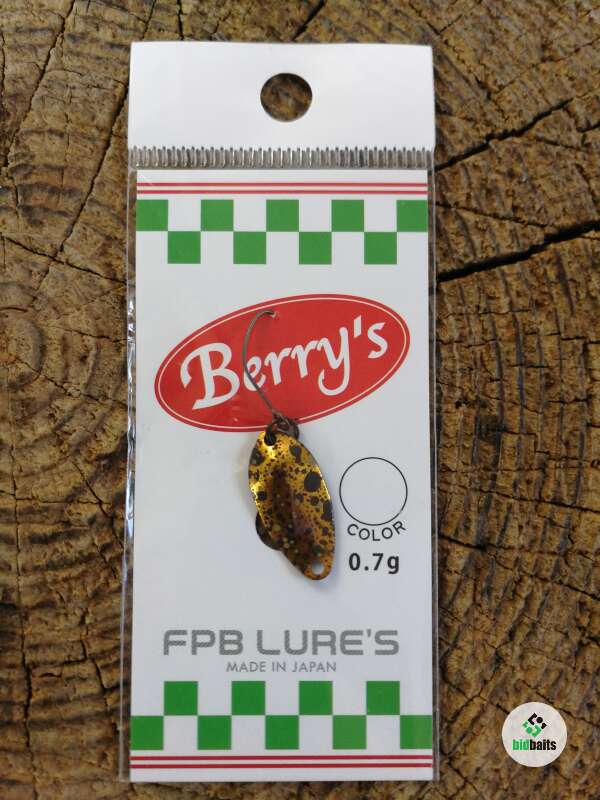 Berry's
COLOR
0.7g
FPB LURE'S
MADE IN JAPAN
bidbaits